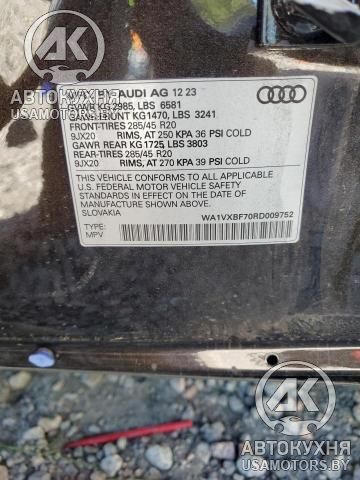 AK
АВТОКУХНЯ
USAMOTORS.BY
AUDI AG 12 23
GVWR KG 2985, LBS 6581
KG1470, LBS 3241
FRONT-TIRES 285/45 R20
9JX20 RIMS, AT 250 KPA 36 PSI COLD
GAWR REAR KG 1725, LBS 3803
REAR-TIRES 285/45 R20
9JX20 RIMS, AT 270 KPA 39 PSI COLD
THIS VEHICLE CONFORMS TO ALL APPLICABLE
U.S. FEDERAL MOTOR VEHICLE SAFETY
STANDARDS IN EFFECT ON THE DATE OF
MANUFACTURE SHOWN ABOVE.
SLOVAKIA WA1VXBF70RD009752
TYPE:
MPV
AK
АВТОКУХНЯ
USAMOTORS.BY